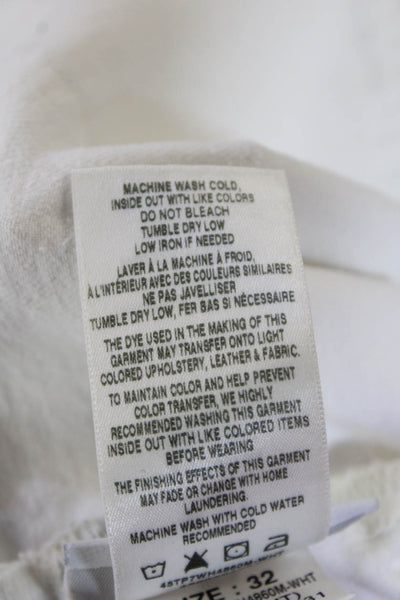 MACHINE WASH COLD,
INSIDE OUT WITH LIKE COLORS
DO NOT BLEACH
TUMBLE DRY LOW
LOW IRON IF NEEDED
LAVER À LA MACHINE À FROID,
À L'INTÉRIEUR AVEC DES COULEURS SIMILAIRES
NE PAS JAVELLISER
TUMBLE DRY LOW, FER BAS SI NÉCESSAIRE
THE DYE USED IN THE MAKING OF THIS
GARMENT MAY TRANSFER ONTO LIGHT
COLORED UPHOLSTERY, LEATHER & FABRIC.
TO MAINTAIN COLOR AND HELP PREVENT
COLOR TRANSFER, WE HIGHLY
RECOMMENDED WASHING THIS GARMENT
INSIDE OUT WITH LIKE COLORED ITEMS
BEFORE WEARING
THE FINISHING EFFECTS OF THIS GARMENT
MAY FADE OR CHANGE WITH HOME
LAUNDERING.
MACHINE WASH WITH COLD WATER
RECOMMENDED
4STP7WH4860M-WHT
SIZE : 32
H4860M-WHT